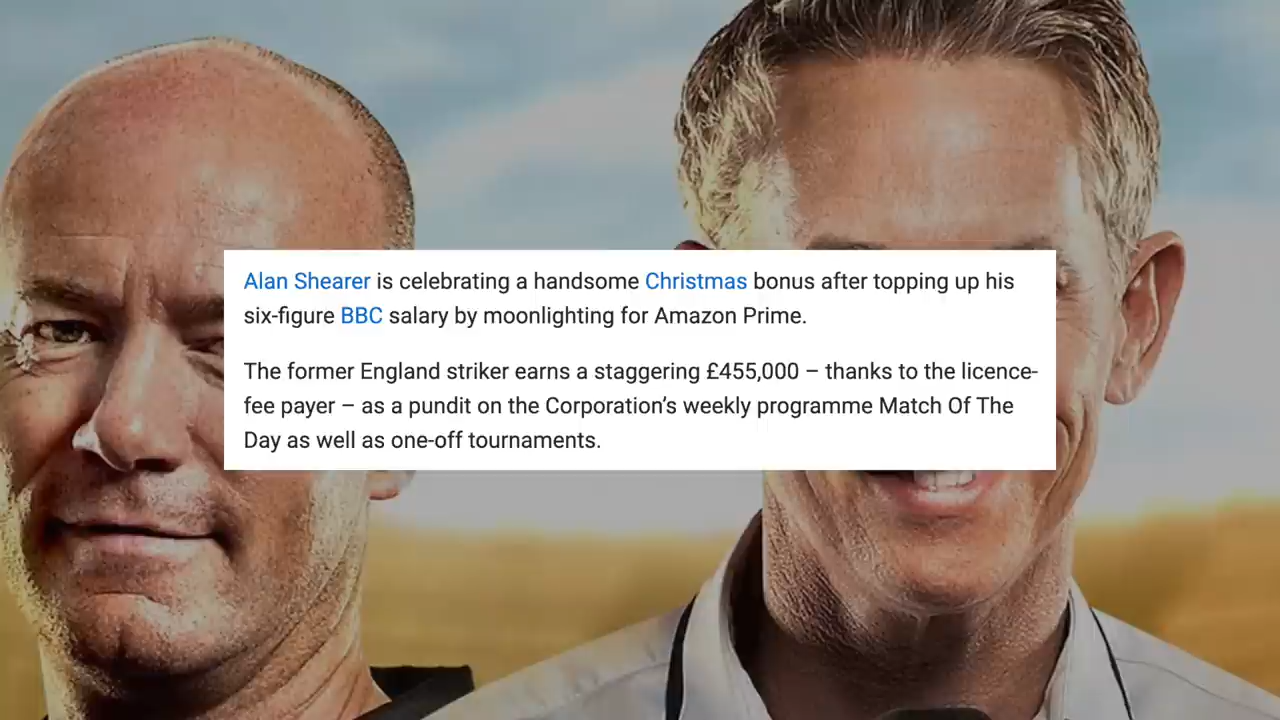 Alan Shearer is celebrating a handsome Christmas bonus after topping up his
six-figure BBC salary by moonlighting for Amazon Prime.
The former England striker earns a staggering £455,000 – thanks to the licence-
fee payer – as a pundit on the Corporation's weekly programme Match Of The
Day as well as one-off tournaments.